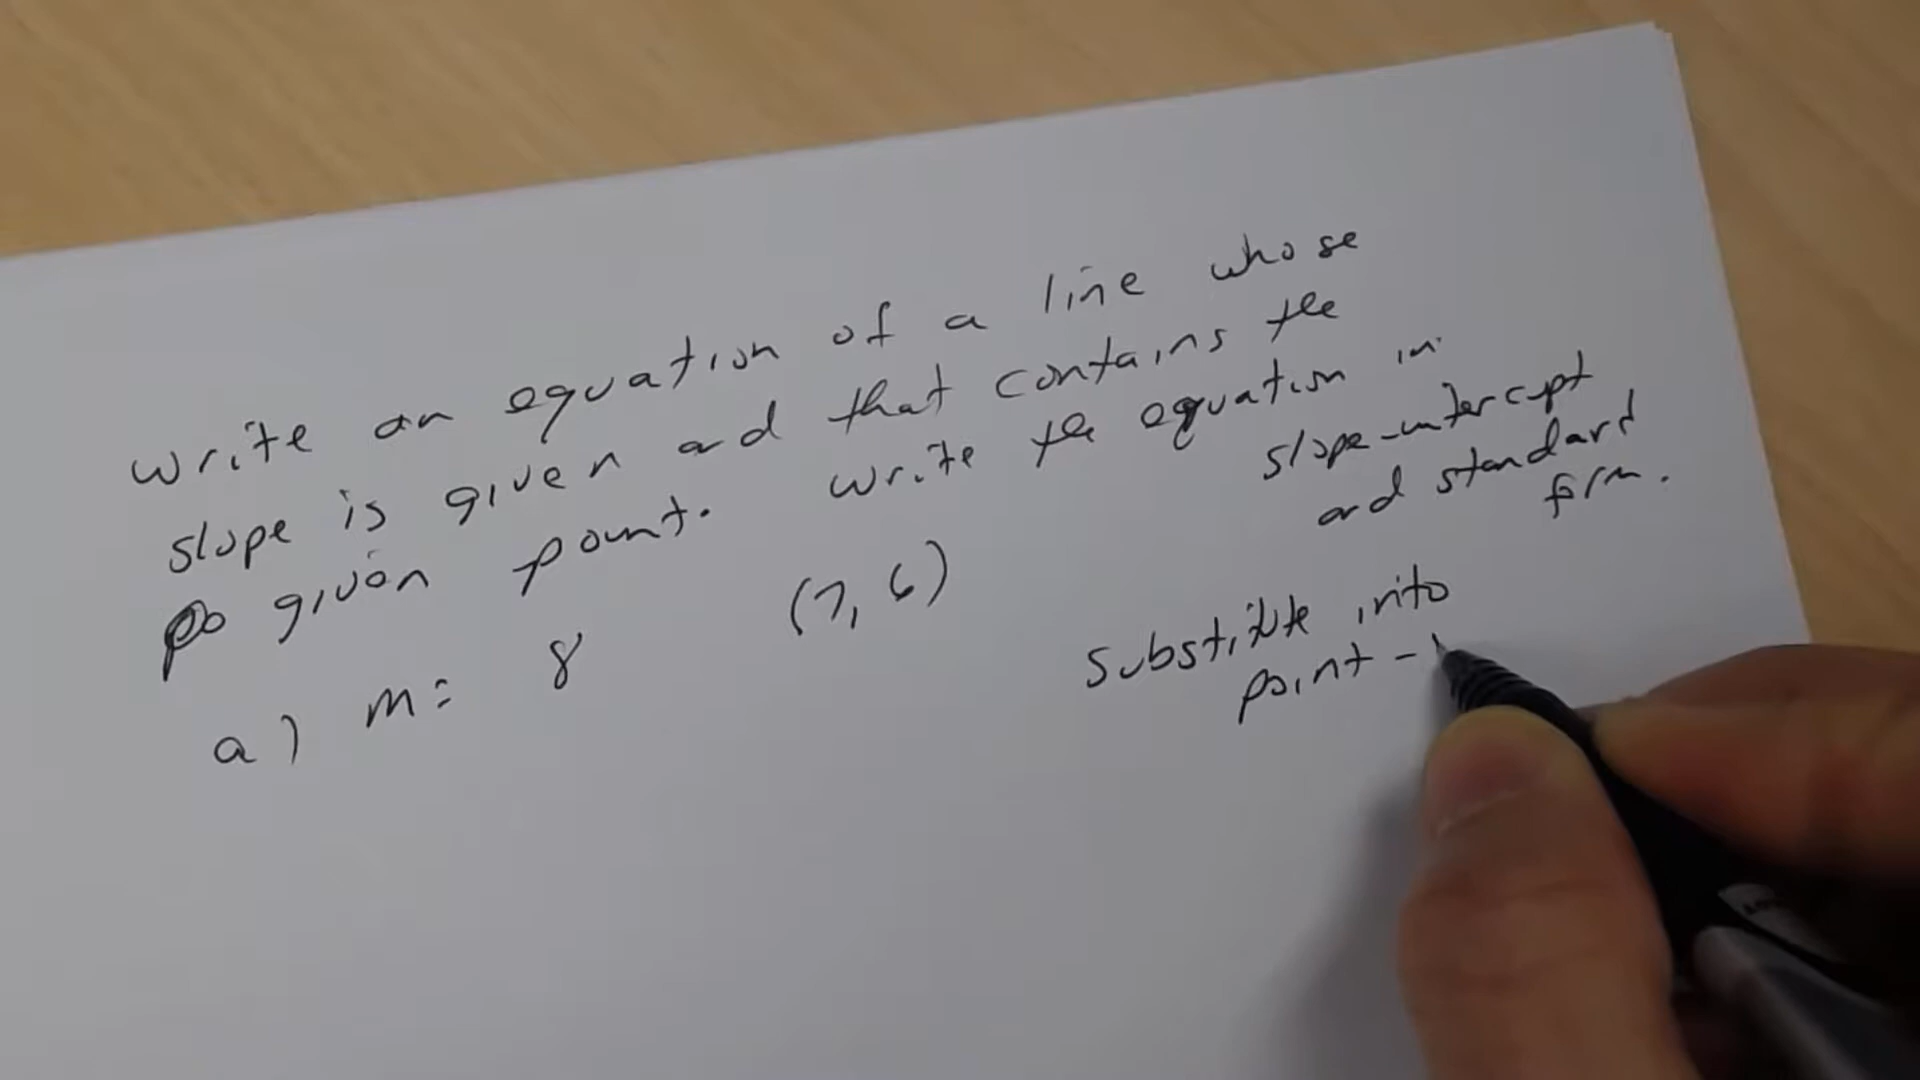 write an equation of a line whose
slope is given and that contains the
given point. write the equation in
slope-intercept
and standard
form.
a) m= 8 (7, 6)
Substitute into
point -